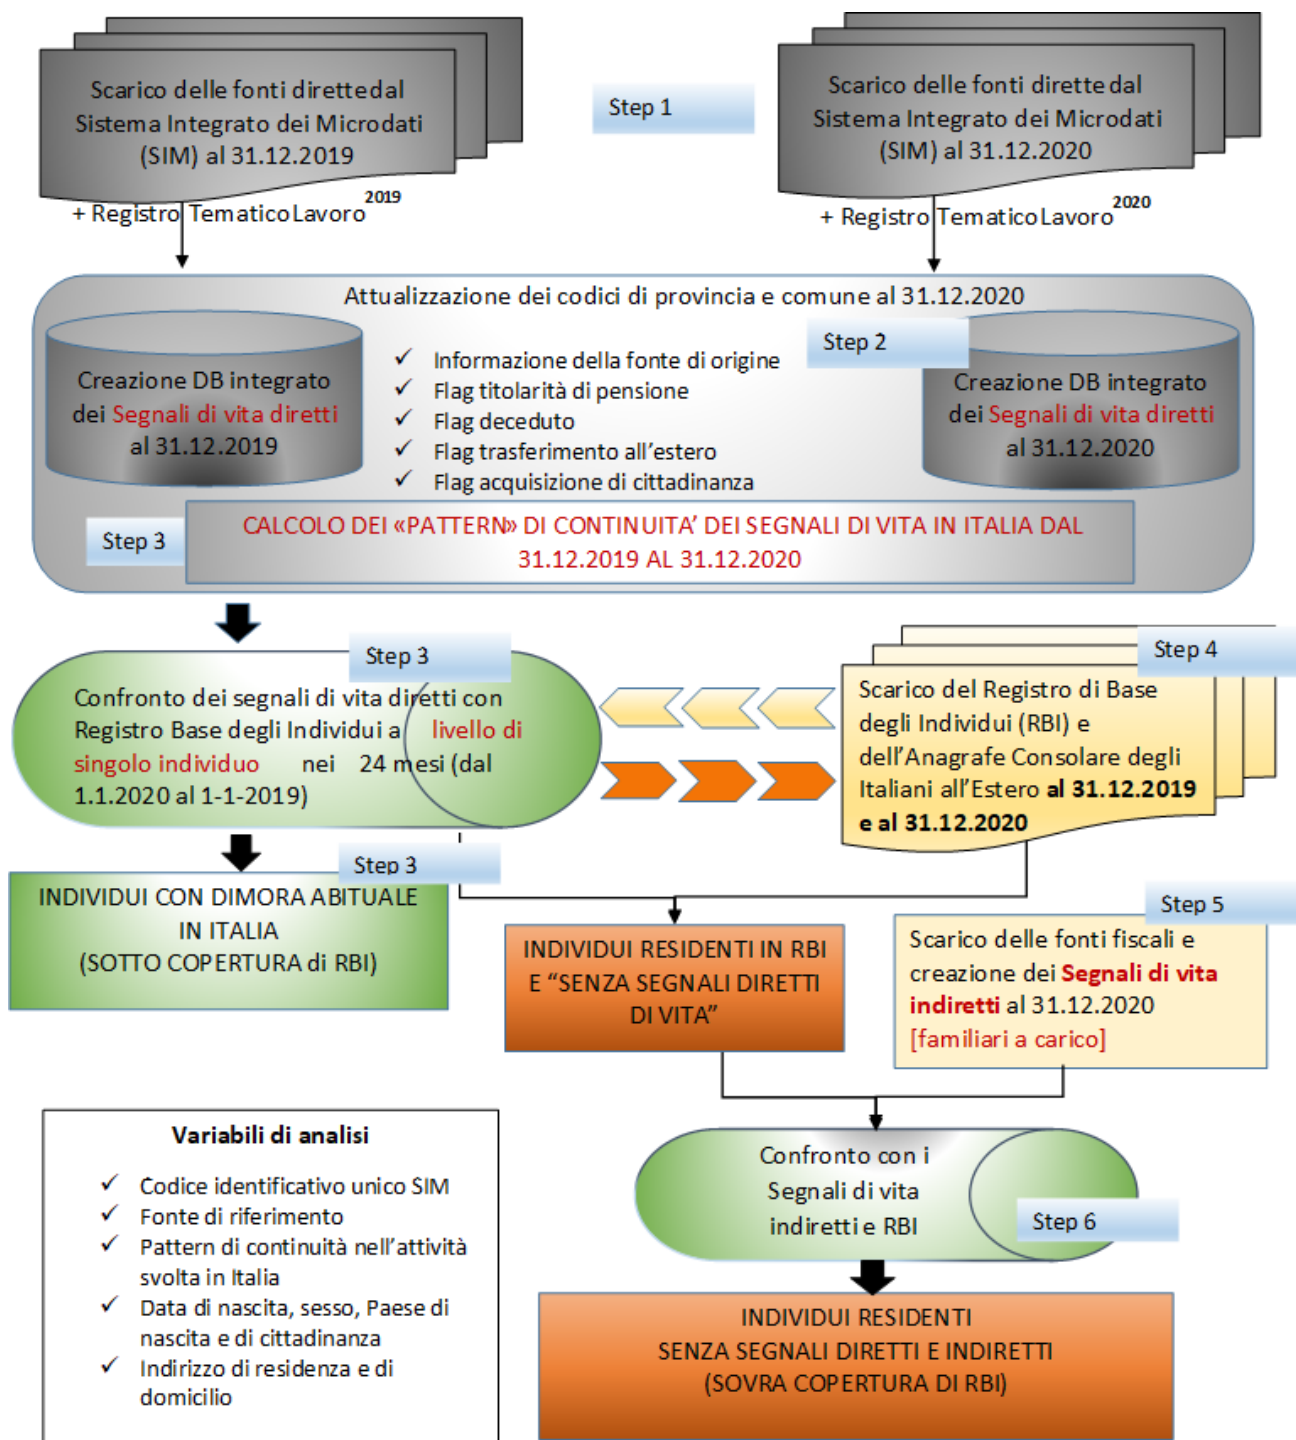 Scarico delle fonti dirette dal
Sistema Integrato dei Microdati
(SIM) al 31.12.2019
+ Registro Tematico Lavoro 2019
Step 1
Scarico delle fonti dirette dal
Sistema Integrato dei Microdati
(SIM) al 31.12.2020
+ Registro Tematico Lavoro 2020
Attualizzazione dei codici di provincia e comune al 31.12.2020
Creazione DB integrato
dei Segnali di vita diretti
al 31.12.2019
✓ Informazione della fonte di origine
✓ Flag titolarità di pensione
✓ Flag deceduto
✓ Flag trasferimento all’estero
✓ Flag acquisizione di cittadinanza
Step 2
Creazione DB integrato
dei Segnali di vita diretti
al 31.12.2020
Step 3
CALCOLO DEI «PATTERN» DI CONTINUITA’ DEI SEGNALI DI VITA IN ITALIA DAL
31.12.2019 AL 31.12.2020
Step 3
Confronto dei segnali di vita diretti con
Registro Base degli Individui a livello di
singolo individuo nei 24 mesi (dal
1.1.2020 al 1-1-2019)
Step 4
Scarico del Registro di Base
degli Individui (RBI) e
dell’Anagrafe Consolare degli
Italiani all’Estero al 31.12.2019
e al 31.12.2020
Step 3
INDIVIDUI CON DIMORA ABITUALE
IN ITALIA
(SOTTO COPERTURA di RBI)
INDIVIDUI RESIDENTI IN RBI
E “SENZA SEGNALI DIRETTI
DI VITA”
Step 5
Scarico delle fonti fiscali e
creazione dei Segnali di vita
indiretti al 31.12.2020
[familiari a carico]
Variabili di analisi
✓ Codice identificativo unico SIM
✓ Fonte di riferimento
✓ Pattern di continuità nell’attività
svolta in Italia
✓ Data di nascita, sesso, Paese di
nascita e di cittadinanza
✓ Indirizzo di residenza e di
domicilio
Confronto con i
Segnali di vita
indiretti e RBI
Step 6
INDIVIDUI RESIDENTI
SENZA SEGNALI DIRETTI E INDIRETTI
(SOVRA COPERTURA DI RBI)